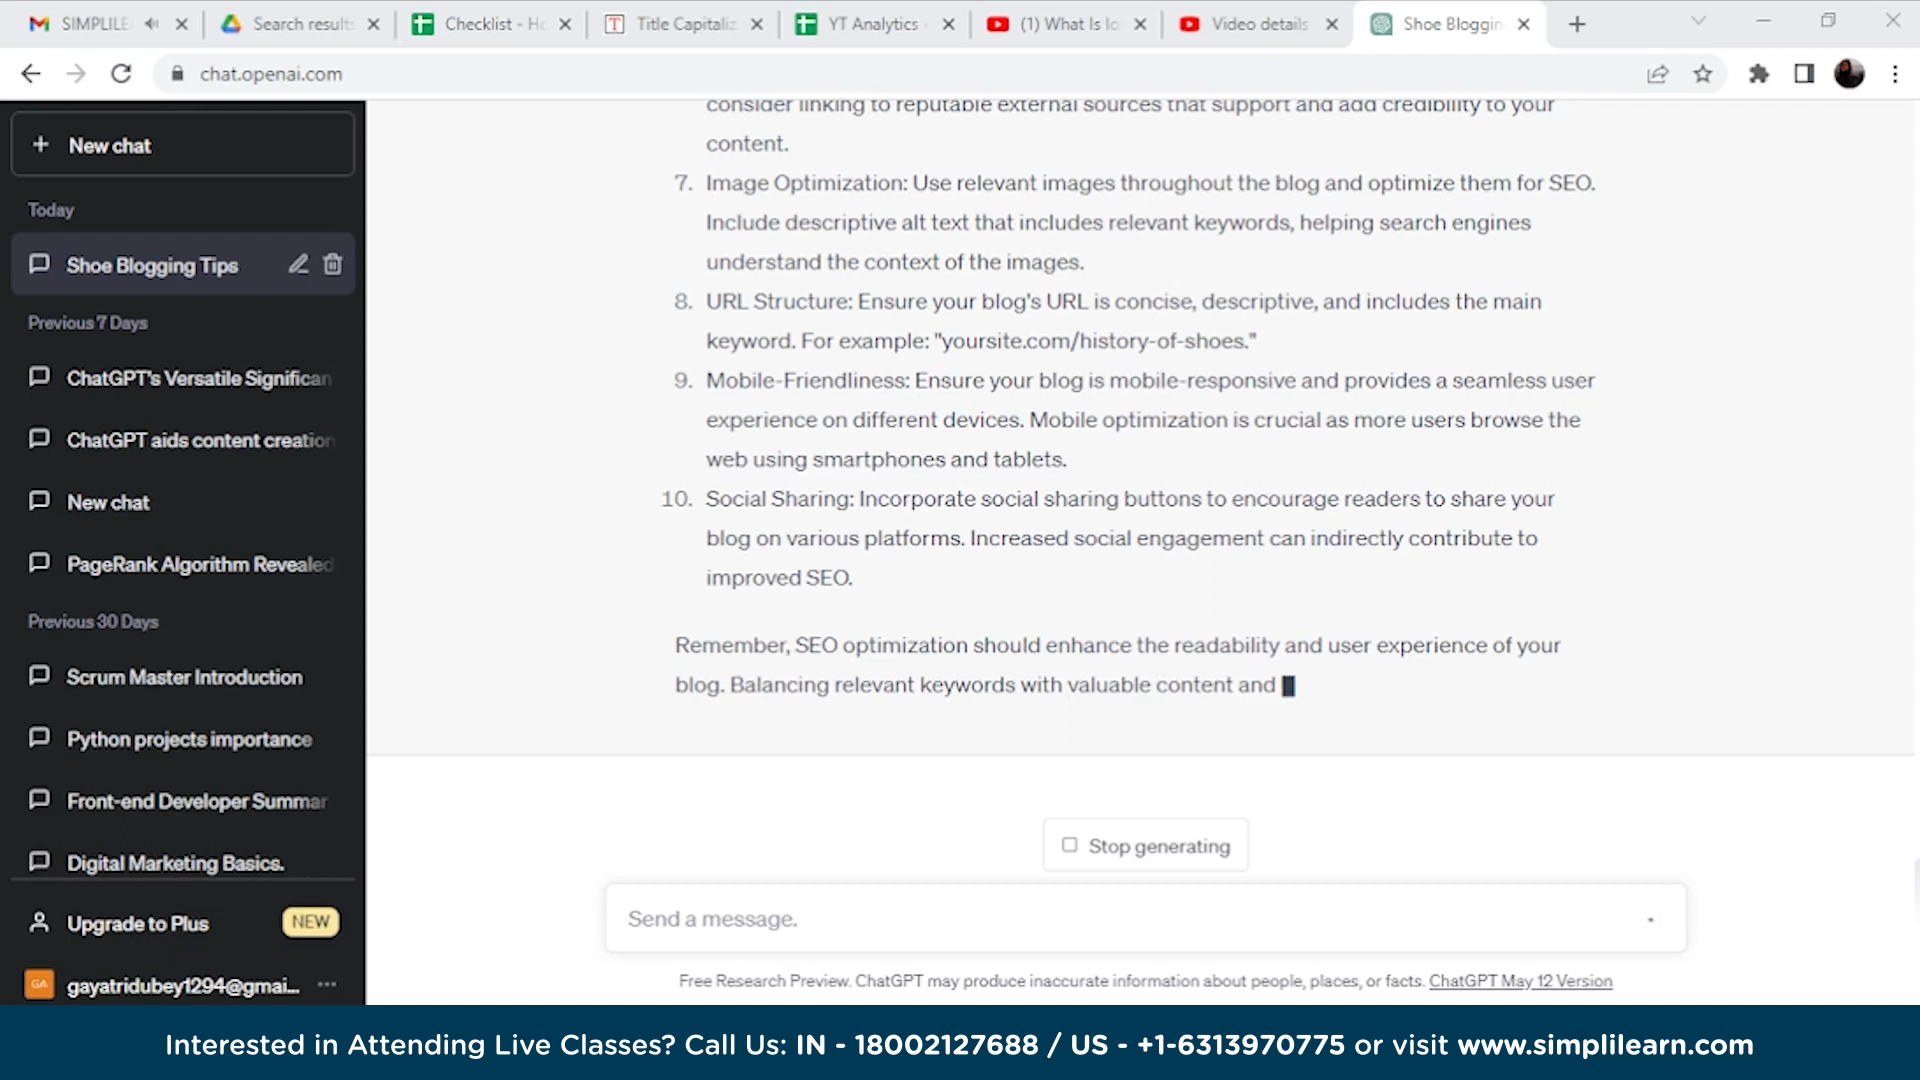 SIMPLILE
Search results
Checklist - Ho
Title Capitaliz
YT Analytics
(1) What Is Io
Video details
Shoe Bloggin
chat.openai.com
New chat
Today
Shoe Blogging Tips
Previous 7 Days
ChatGPT's Versatile Significan
ChatGPT aids content creation
New chat
PageRank Algorithm Revealed
Previous 30 Days
Scrum Master Introduction
Python projects importance
Front-end Developer Summar
Digital Marketing Basics.
Upgrade to Plus NEW
GA gayatridubey1294@gmai...
consider linking to reputable external sources that support and add credibility to your
content.
7. Image Optimization: Use relevant images throughout the blog and optimize them for SEO.
Include descriptive alt text that includes relevant keywords, helping search engines
understand the context of the images.
8. URL Structure: Ensure your blog's URL is concise, descriptive, and includes the main
keyword. For example: "yoursite.com/history-of-shoes."
9. Mobile-Friendliness: Ensure your blog is mobile-responsive and provides a seamless user
experience on different devices. Mobile optimization is crucial as more users browse the
web using smartphones and tablets.
10. Social Sharing: Incorporate social sharing buttons to encourage readers to share your
blog on various platforms. Increased social engagement can indirectly contribute to
improved SEO.
Remember, SEO optimization should enhance the readability and user experience of your
blog. Balancing relevant keywords with valuable content and
Stop generating
Send a message.
Free Research Preview. ChatGPT may produce inaccurate information about people, places, or facts. ChatGPT May 12 Version
Interested in Attending Live Classes? Call Us: IN - 18002127688 / US - +1-6313970775 or visit www.simplilearn.com